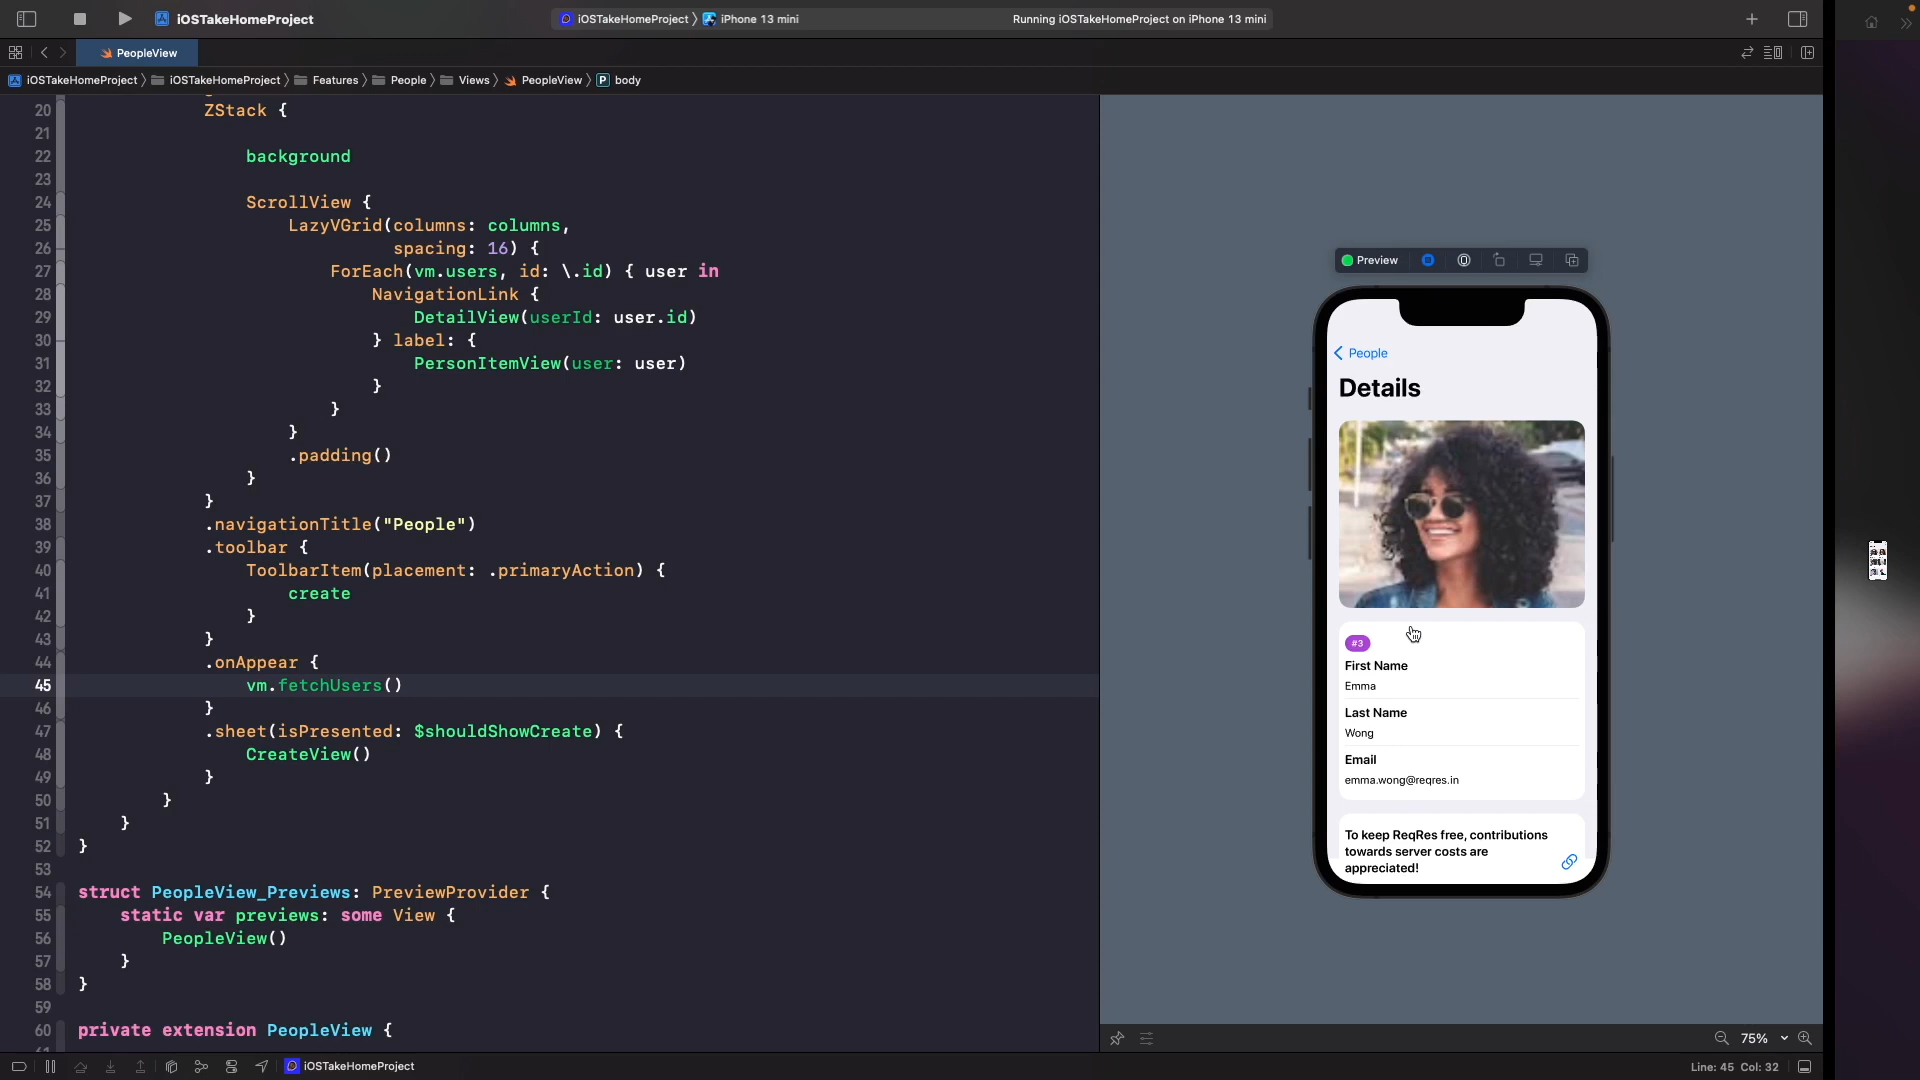 iOSTakeHomeProject
iOSTakeHomeProject 〉 iPhone 13 mini
Running iOSTakeHomeProject on iPhone 13 mini
PeopleView
iOSTakeHomeProject 〉 iOSTakeHomeProject 〉 Features 〉 People 〉 Views 〉 PeopleView 〉 P body
20 ZStack {
21
22 background
23
24 ScrollView {
25 LazyVGrid(columns: columns,
26 spacing: 16) {
27 ForEach(vm.users, id: \.id) { user in
28 NavigationLink {
29 DetailView(userId: user.id)
30 } label: {
31 PersonItemView(user: user)
32 }
33 }
34 }
35 .padding()
36 }
37 }
38 .navigationTitle("People")
39 .toolbar {
40 ToolbarItem(placement: .primaryAction) {
41 create
42 }
43 }
44 .onAppear {
45 vm.fetchUsers()
46 }
47 .sheet(isPresented: $shouldShowCreate) {
48 CreateView()
49 }
50 }
51 }
52 }
53
54 struct PeopleView_Previews: PreviewProvider {
55 static var previews: some View {
56 PeopleView()
57 }
58 }
59
60 private extension PeopleView {
Preview
People
Details
#3
First Name
Emma
Last Name
Wong
Email
emma.wong@reqres.in
To keep ReqRes free, contributions
towards server costs are
appreciated!
75%
iOSTakeHomeProject
Line: 45 Col: 32